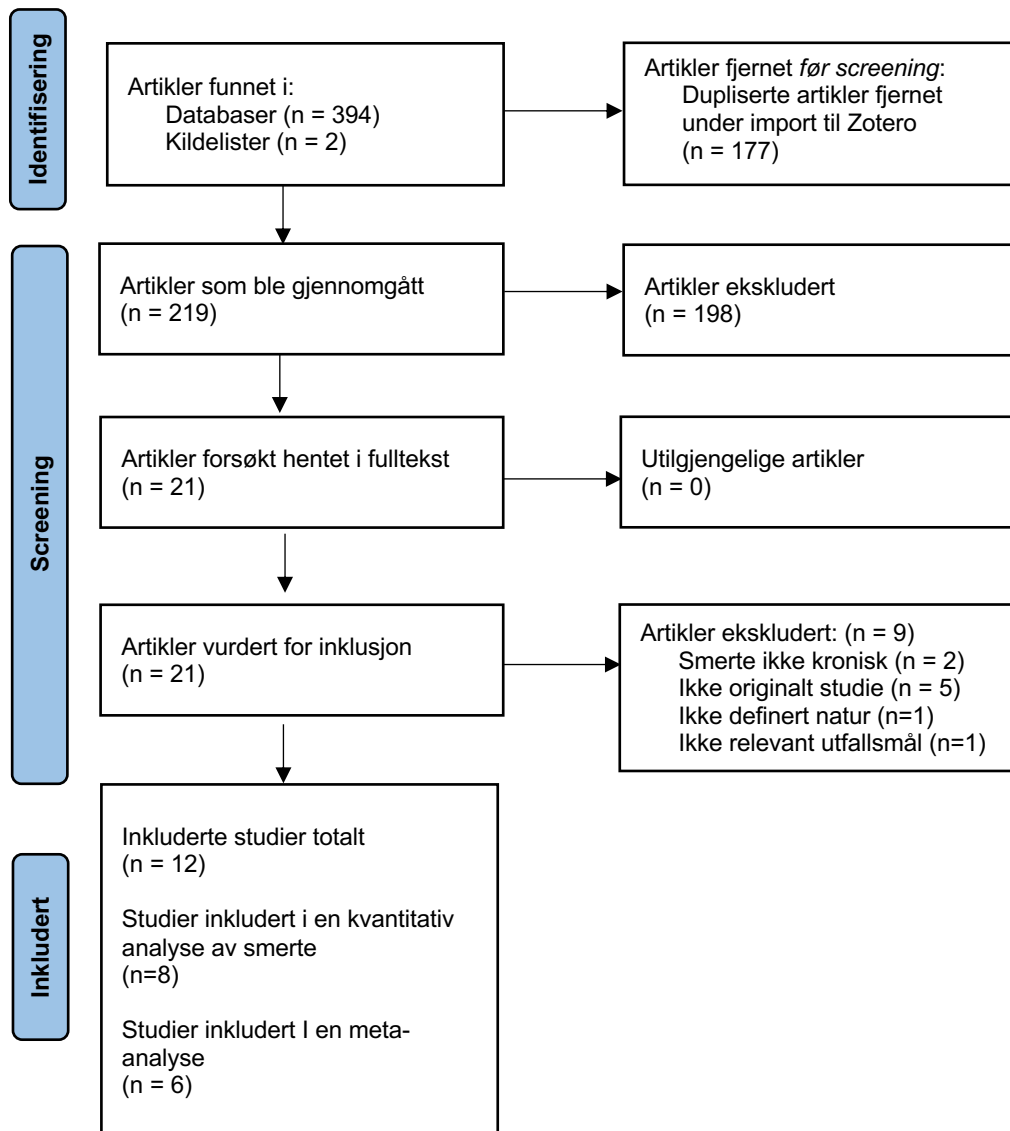 Identifisering
Artikler funnet i:
Databaser (n = 394)
Kildelister (n = 2)
Artikler fjernet før screening:
Dupliserte artikler fjernet
under import til Zotero
(n = 177)
Screening
Artikler som ble gjennomgått
(n = 219)
Artikler ekskludert
(n = 198)
Artikler forsøkt hentet i fulltekst
(n = 21)
Utilgjengelige artikler
(n = 0)
Artikler vurdert for inklusjon
(n = 21)
Artikler ekskludert: (n = 9)
Smerte ikke kronisk (n = 2)
Ikke originalt studie (n = 5)
Ikke definert natur (n=1)
Ikke relevant utfallsmål (n=1)
Inkludert
Inkluderte studier totalt
(n = 12)
Studier inkludert i en kvantitativ
analyse av smerte
(n=8)
Studier inkludert I en meta-
analyse
(n = 6)